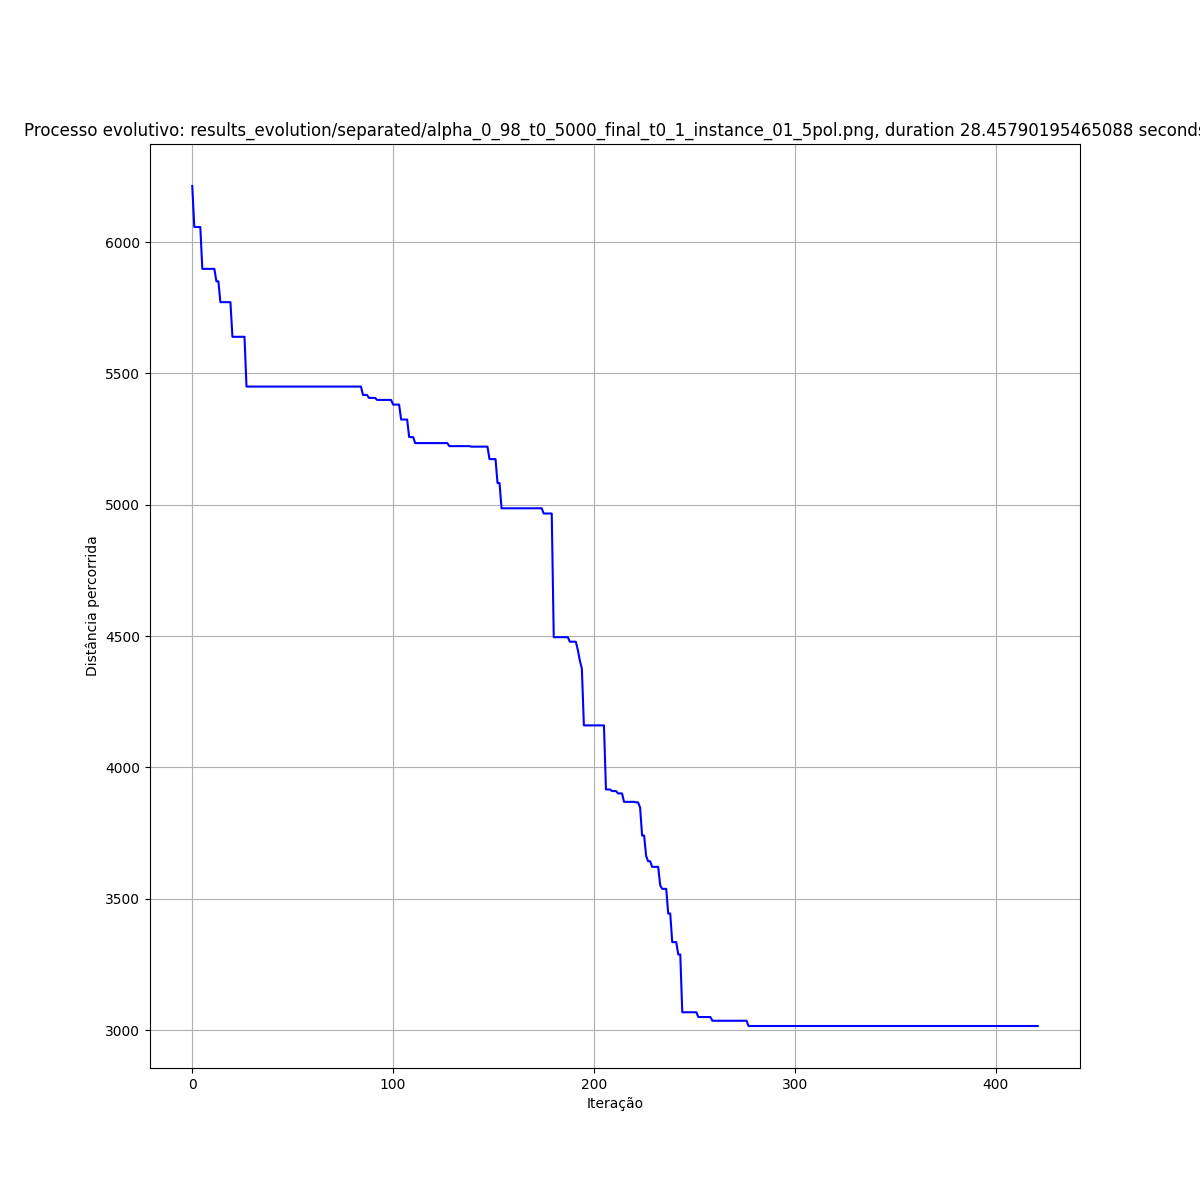 Processo evolutivo: results_evolution/separated/alpha_0_98_t0_5000_final_t0_1_instance_01_5pol.png, duration 28.45790195465088 seconds
6000
5500
5000
4500
4000
3500
3000
Distância percorrida
0 100 200 300 400
Iteração